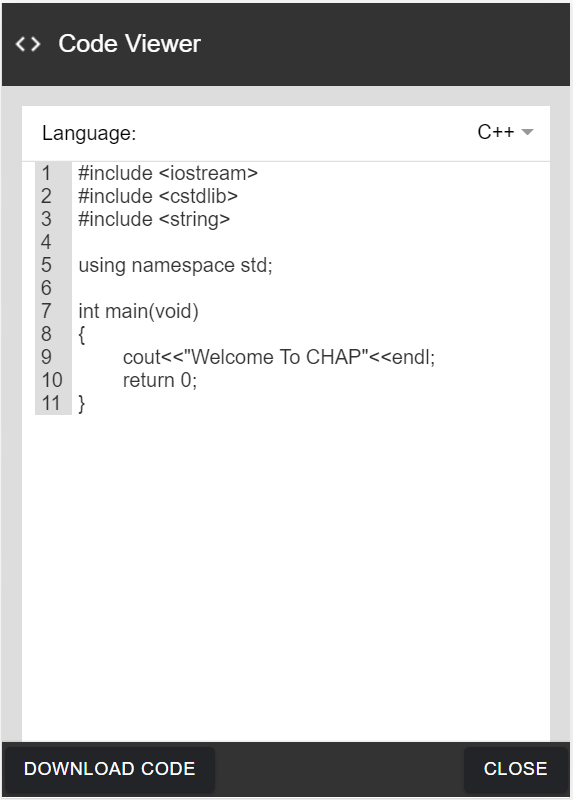 <> Code Viewer
Language: C++
1 #include <iostream>
2 #include <cstdlib>
3 #include <string>
4
5 using namespace std;
6
7 int main(void)
8 {
9 cout<<"Welcome To CHAP"<<endl;
10 return 0;
11 }
DOWNLOAD CODE CLOSE